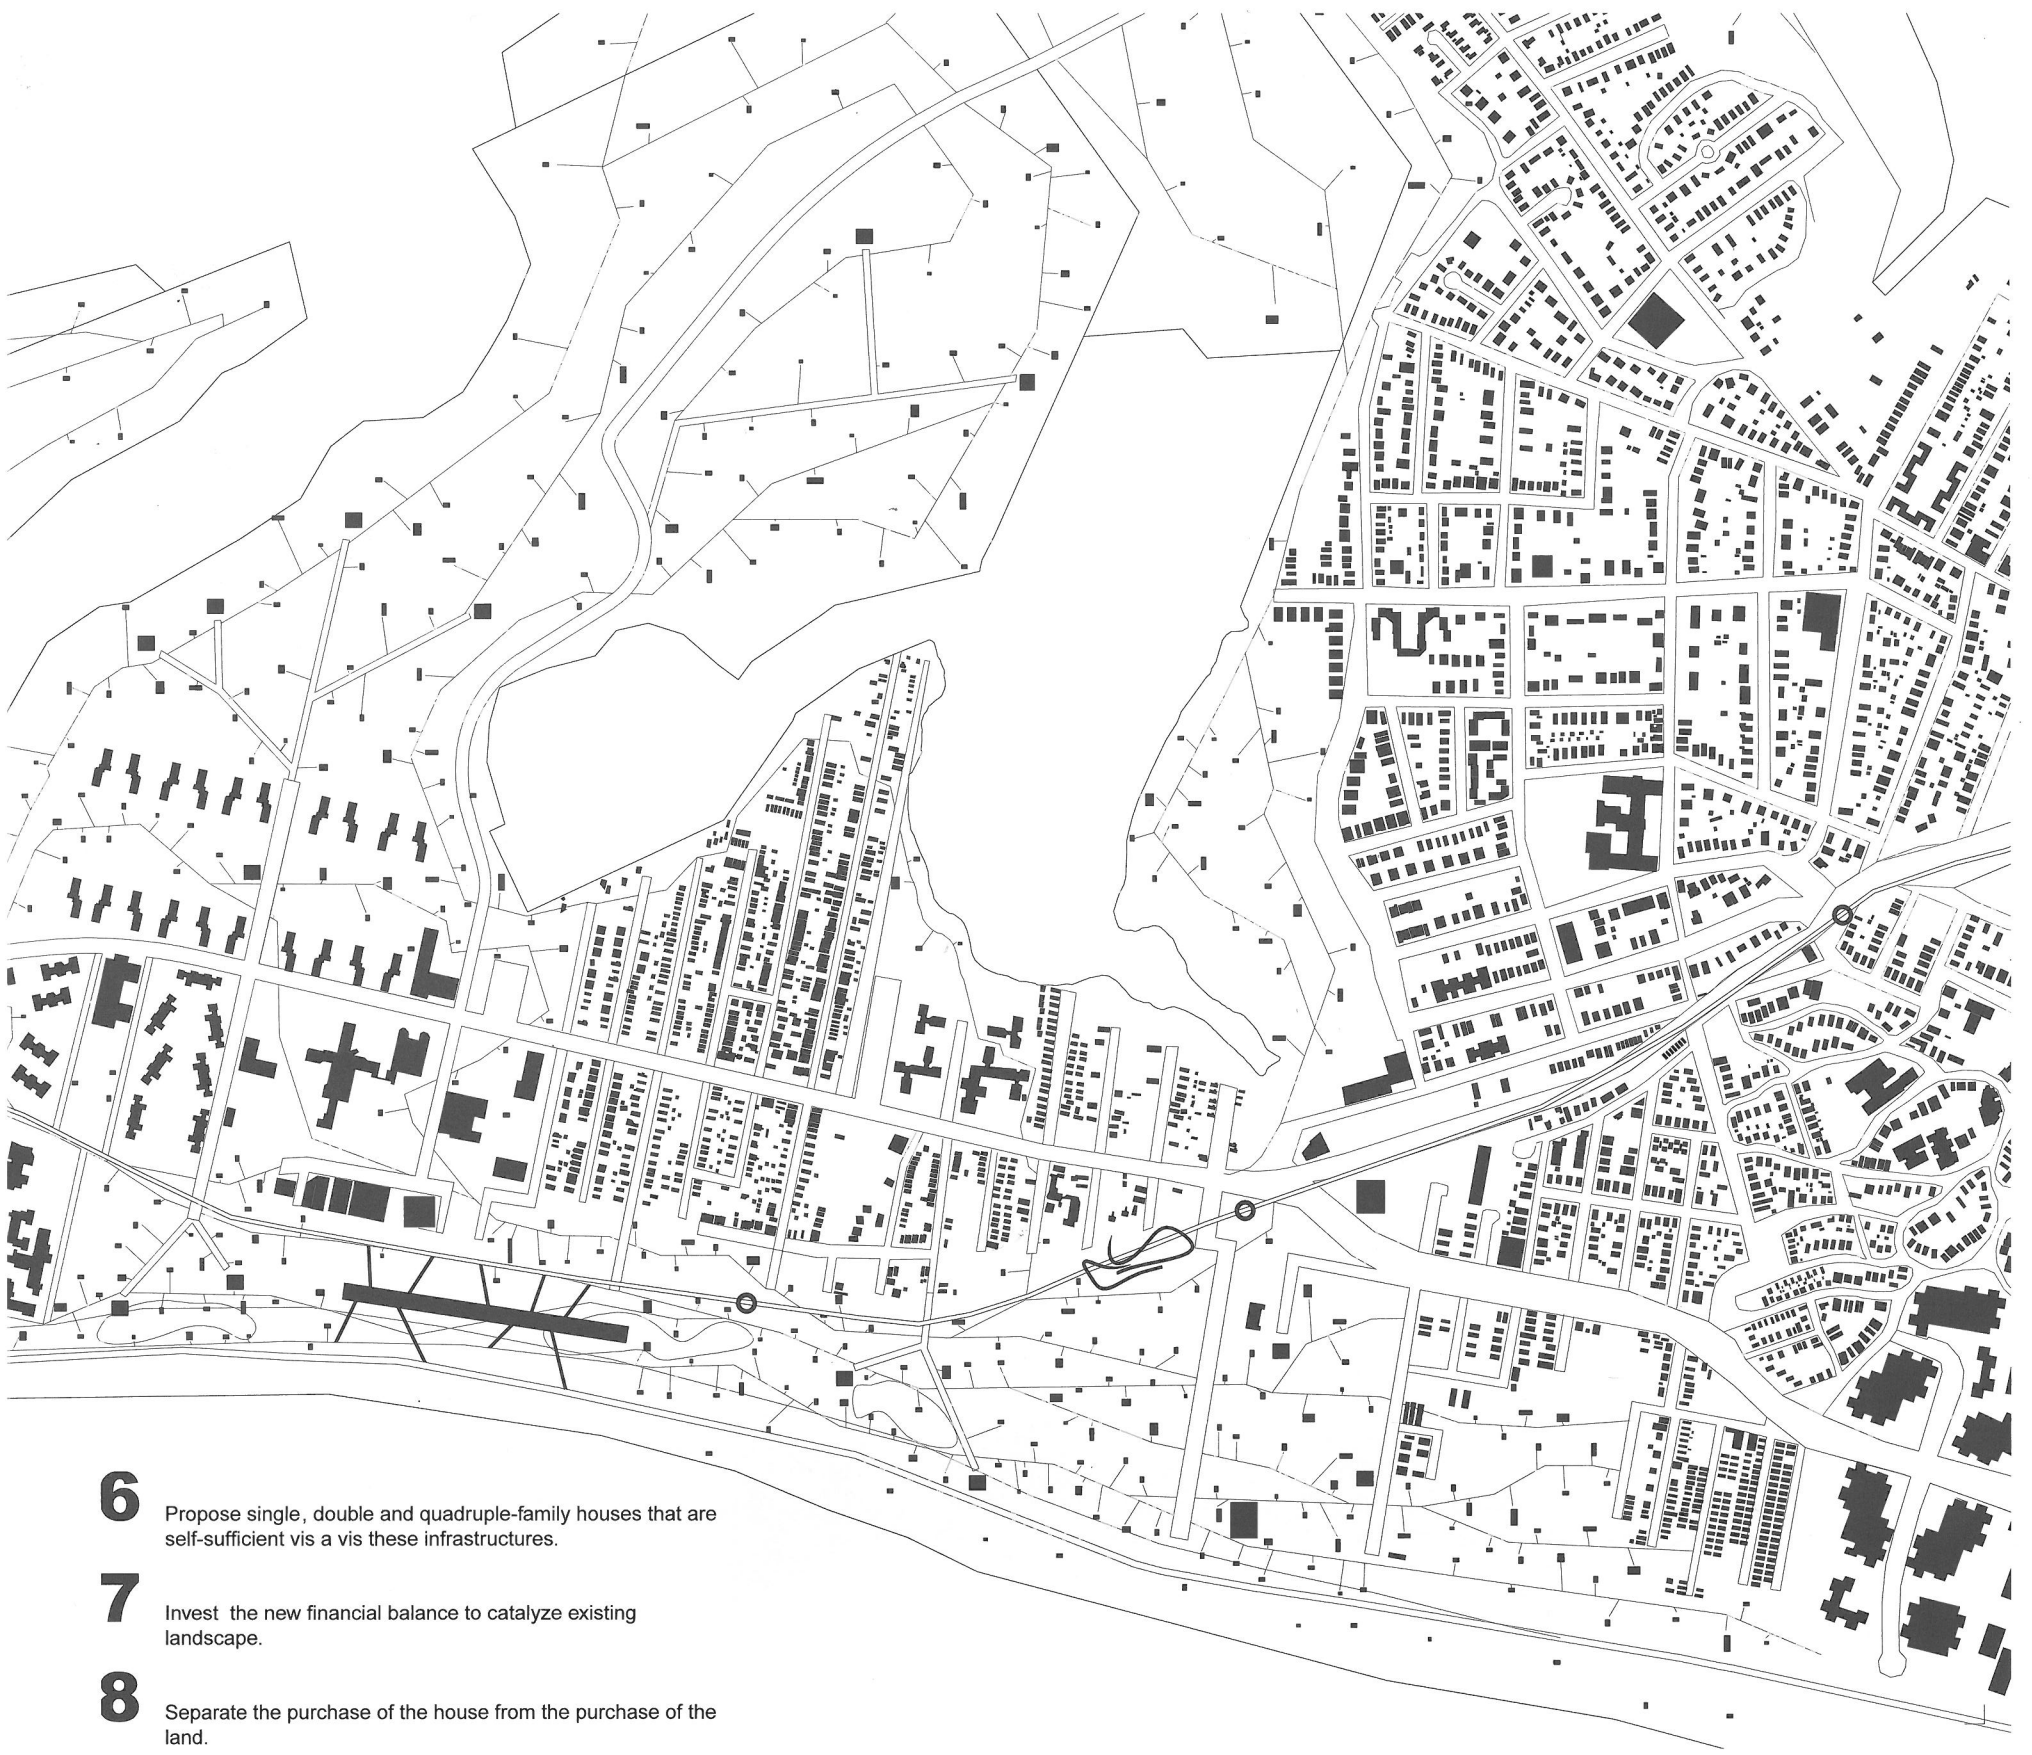 6
Propose single, double and quadruple-family houses that are
self-sufficient vis a vis these infrastructures.
7
Invest the new financial balance to catalyze existing
landscape.
8
Separate the purchase of the house from the purchase of the
land.